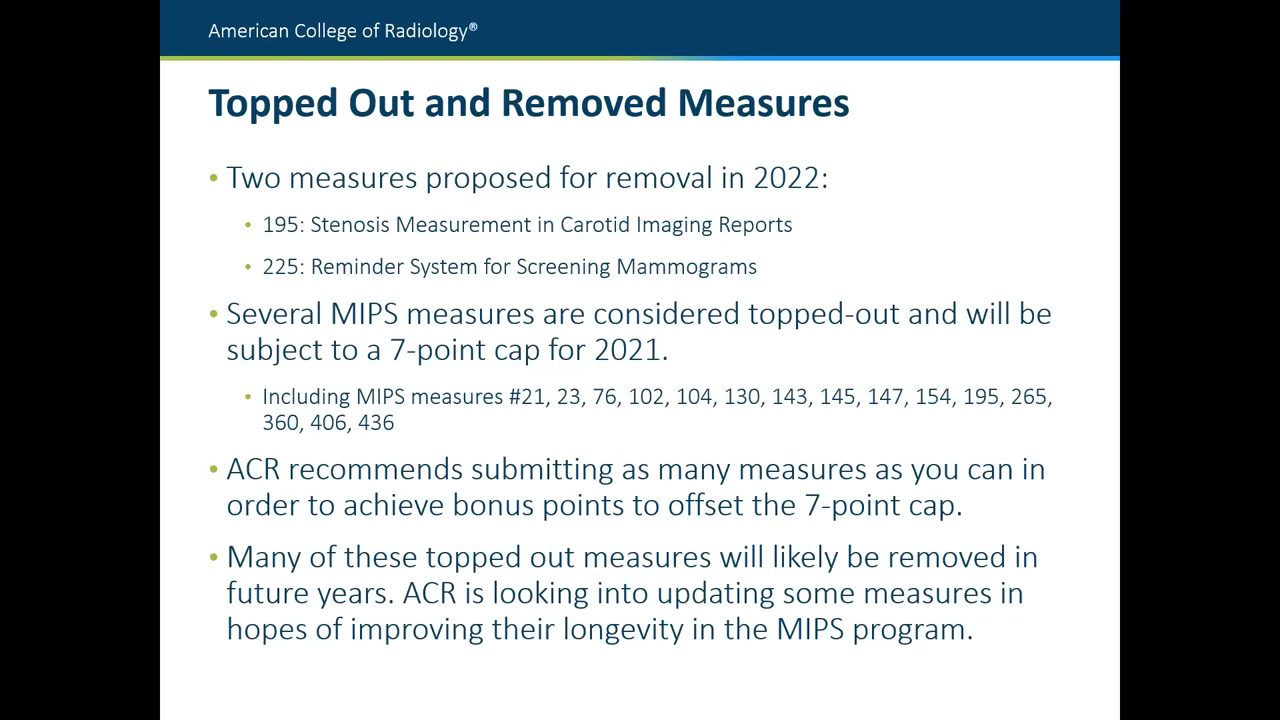 American College of Radiology®
Topped Out and Removed Measures
• Two measures proposed for removal in 2022:
• 195: Stenosis Measurement in Carotid Imaging Reports
• 225: Reminder System for Screening Mammograms
• Several MIPS measures are considered topped-out and will be
subject to a 7-point cap for 2021.
• Including MIPS measures #21, 23, 76, 102, 104, 130, 143, 145, 147, 154, 195, 265,
360, 406, 436
• ACR recommends submitting as many measures as you can in
order to achieve bonus points to offset the 7-point cap.
• Many of these topped out measures will likely be removed in
future years. ACR is looking into updating some measures in
hopes of improving their longevity in the MIPS program.